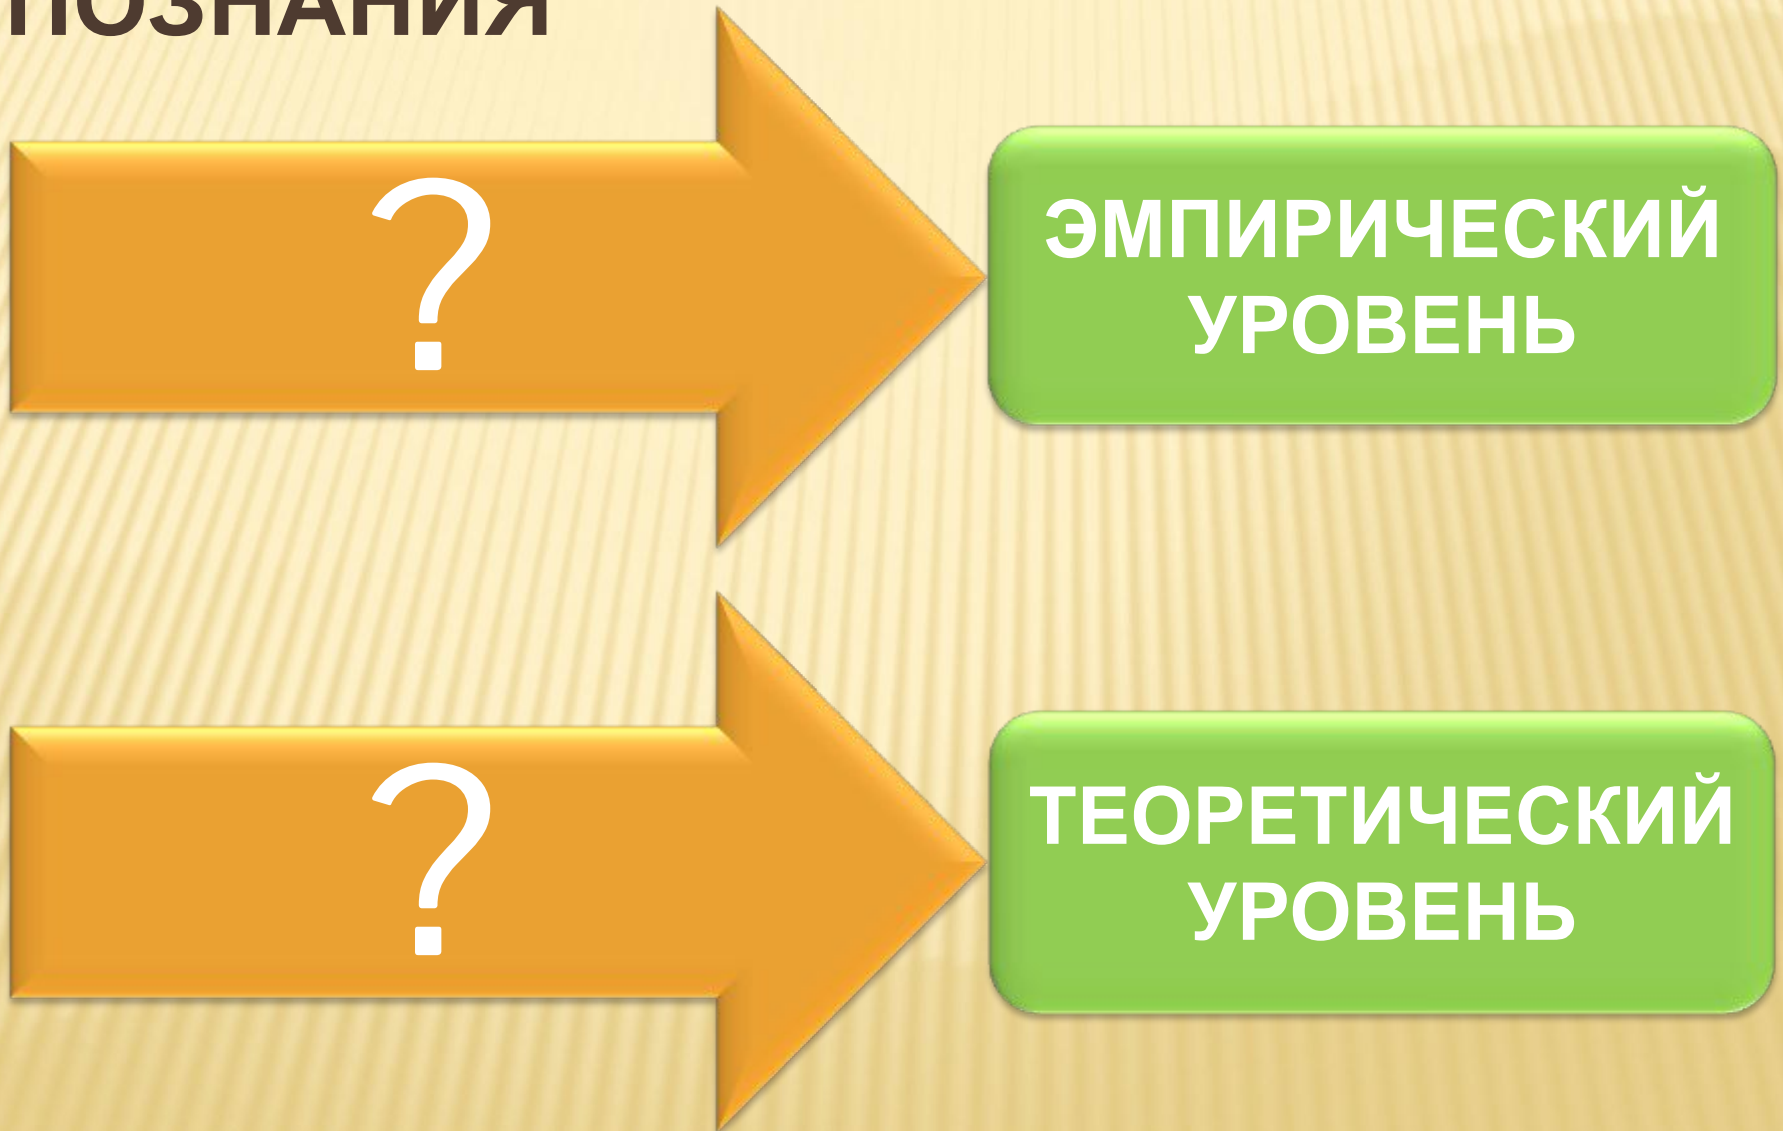 ПОЗНАНИЯ
?
ЭМПИРИЧЕСКИЙ
УРОВЕНЬ
?
ТЕОРЕТИЧЕСКИЙ
УРОВЕНЬ